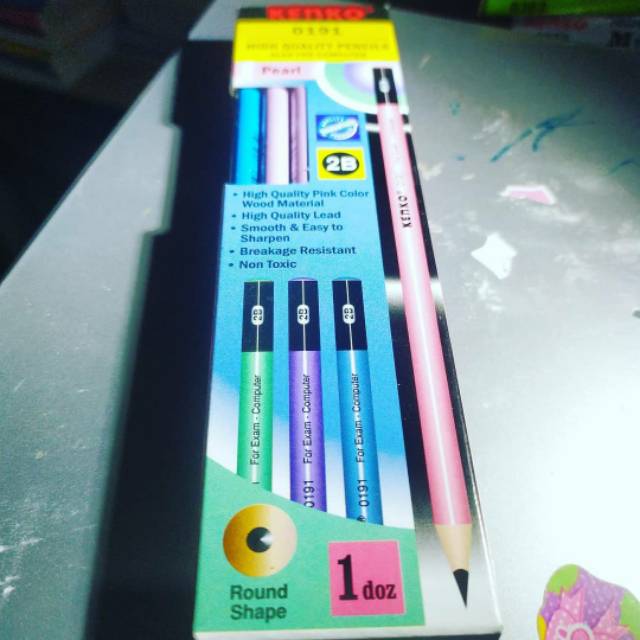 KENKO
0191
HIGH QUALITY PENCILS
Pearl
2B
• High Quality Pink Color
Wood Material
• High Quality Lead
• Smooth & Easy to
Sharpen
• Breakage Resistant
• Non Toxic
KENKO
2B
2B
2B
For Exam - Computer
0191 For Exam - Computer
0191 For Exam - Computer
Round
Shape
1 doz